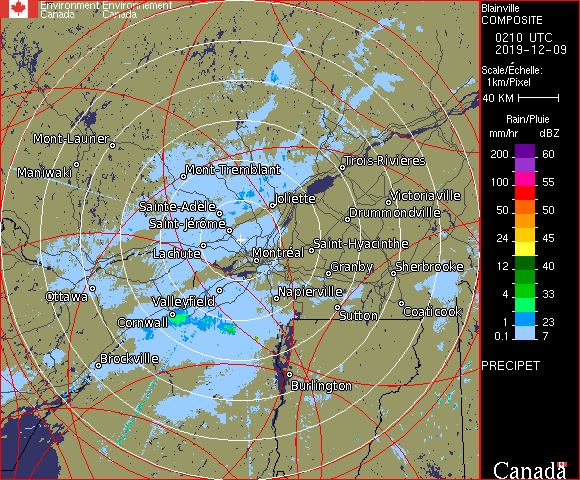 Environment Environnement
Canada Canada
Blainville
COMPOSITE
0210 UTC
2019-12-09
Scale/Échelle:
1km/Pixel
40 KM
Rain/Pluie
mm/hr dBZ
200 60
100 55
50 50
24 45
12 40
4 33
1 23
0.1 7
PRECIPET
Canada
Mont-Laurier
Maniwaki
Mont-Tremblant
Trois-Rivières
Sainte-Adèle
Joliette
Victoriaville
Drummondville
Saint-Jérôme
Lachute
Montréal
Saint-Hyacinthe
Granby
Sherbrooke
Ottawa
Valleyfield
Napierville
Cornwall
Sutton
Coaticook
Brockville
Burlington